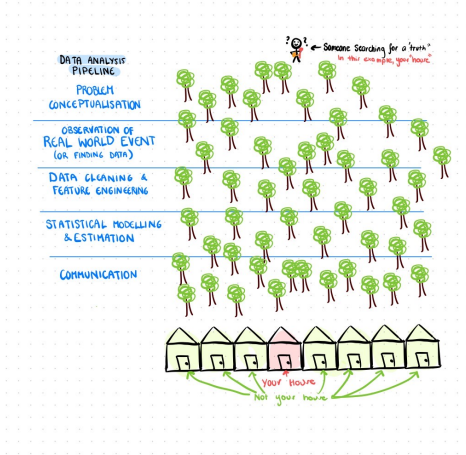 DATA ANALYSIS
PIPELINE
PROBLEM
CONCEPTUALISATION
OBSERVATION OF
REAL WORLD EVENT
(OR FINDING DATA)
DATA CLEANING &
FEATURE ENGINEERING
STATISTICAL MODELLING
& ESTIMATION
COMMUNICATION
? ?
← Someone Searching for a "truth"
In this example, your "house"
Your House
Not your house